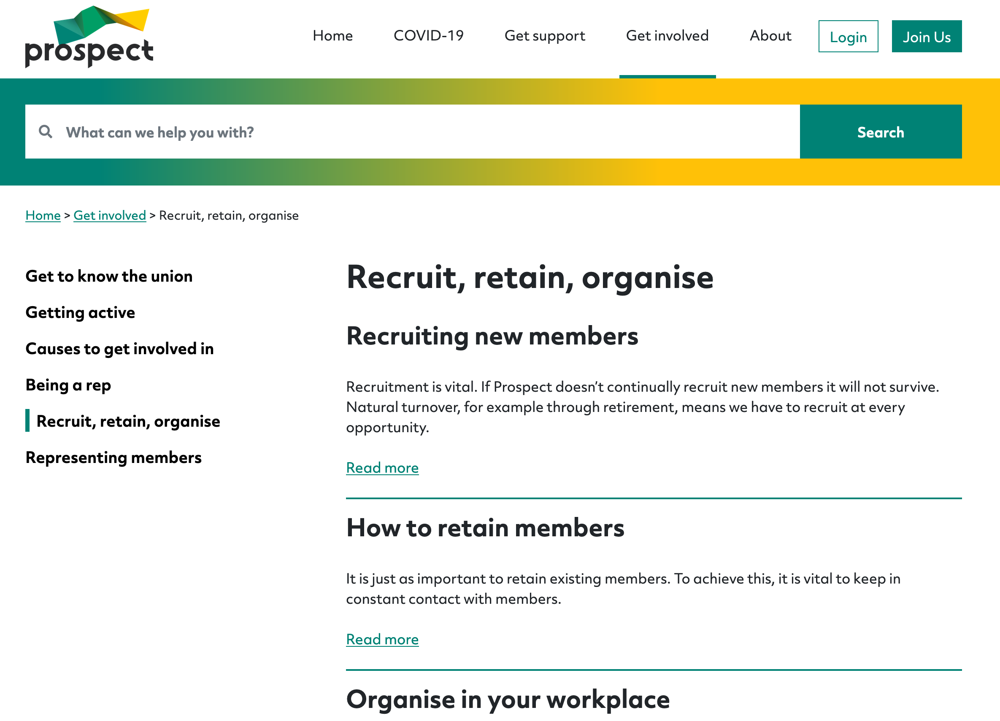 prospect
Home COVID-19 Get support Get involved About Login Join Us
What can we help you with? Search
Home > Get involved > Recruit, retain, organise
Get to know the union
Getting active
Causes to get involved in
Being a rep
Recruit, retain, organise
Representing members
Recruit, retain, organise
Recruiting new members
Recruitment is vital. If Prospect doesn’t continually recruit new members it will not survive.
Natural turnover, for example through retirement, means we have to recruit at every
opportunity.
Read more
How to retain members
It is just as important to retain existing members. To achieve this, it is vital to keep in
constant contact with members.
Read more
Organise in your workplace